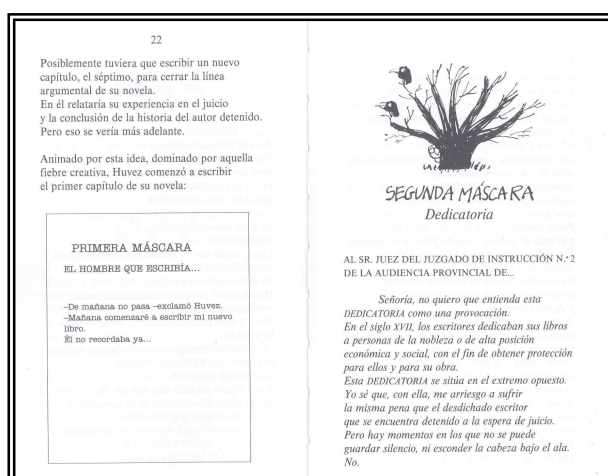 22
Posiblemente tuviera que escribir un nuevo
capítulo, el séptimo, para cerrar la línea
argumental de su novela.
En él relataría su experiencia en el juicio
y la conclusión de la historia del autor detenido.
Pero eso se vería más adelante.
Animado por esta idea, dominado por aquella
fiebre creativa, Huvez comenzó a escribir
el primer capítulo de su novela:
PRIMERA MÁSCARA
EL HOMBRE QUE ESCRIBÍA...
–De mañana no pasa –exclamó Huvez.
–Mañana comenzaré a escribir mi nuevo
libro.
Él no recordaba ya...
SEGUNDA MÁSCARA
Dedicatoria
AL SR. JUEZ DEL JUZGADO DE INSTRUCCIÓN N.º 2
DE LA AUDIENCIA PROVINCIAL DE...
Señoría, no quiero que entienda esta
DEDICATORIA como una provocación.
En el siglo XVII, los escritores dedicaban sus libros
a personas de la nobleza o de alta posición
económica y social, con el fin de obtener protección
para ellos y para su obra.
Esta DEDICATORIA se sitúa en el extremo opuesto.
Yo sé que, con ella, me arriesgo a sufrir
la misma pena que el desdichado escritor
que se encuentra detenido a la espera de juicio.
Pero hay momentos en los que no se puede
guardar silencio, ni esconder la cabeza bajo el ala.
No.